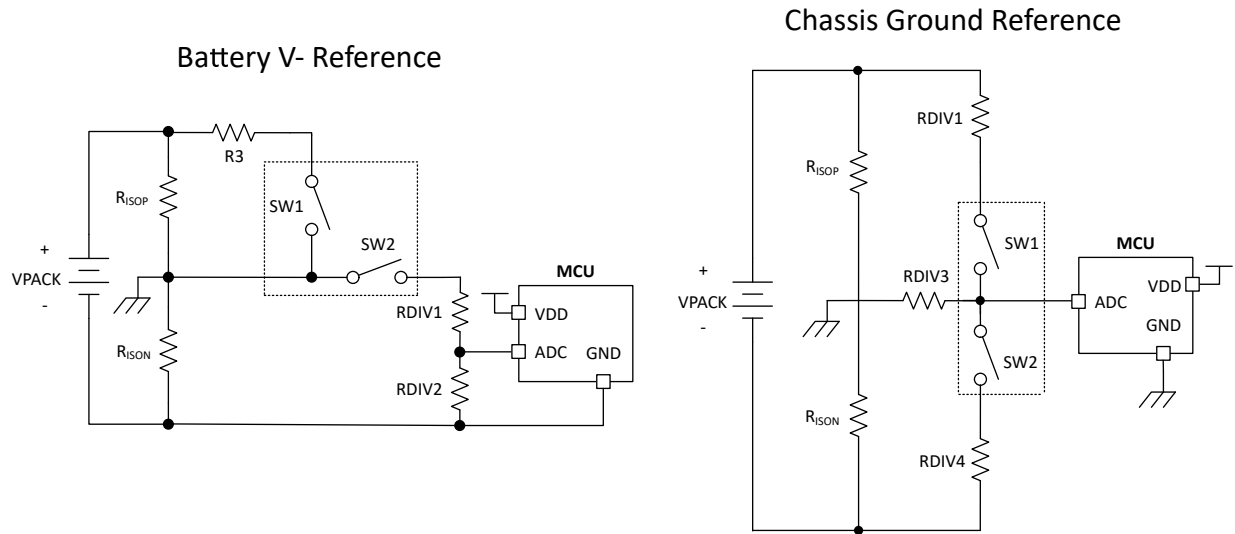 Battery V- Reference
R3
RISOP
SW1
SW2
+
VPACK
-
RISON
RDIV1
RDIV2
MCU
VDD
ADC
GND
Chassis Ground Reference
RDIV1
RISOP
SW1
+
VPACK
-
RDIV3
MCU
ADC
VDD
GND
SW2
RISON
RDIV4